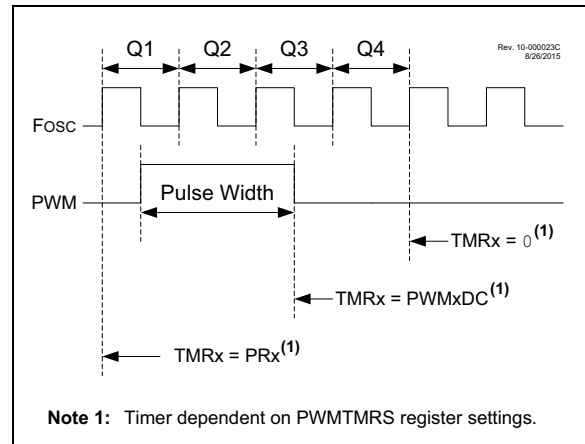 Q1 Q2 Q3 Q4
Rev. 10-000023C
8/26/2015
FOSC
PWM
Pulse Width
TMRx = 0(1)
TMRx = PWMxDC(1)
TMRx = PRx(1)
Note 1: Timer dependent on PWMTMRS register settings.